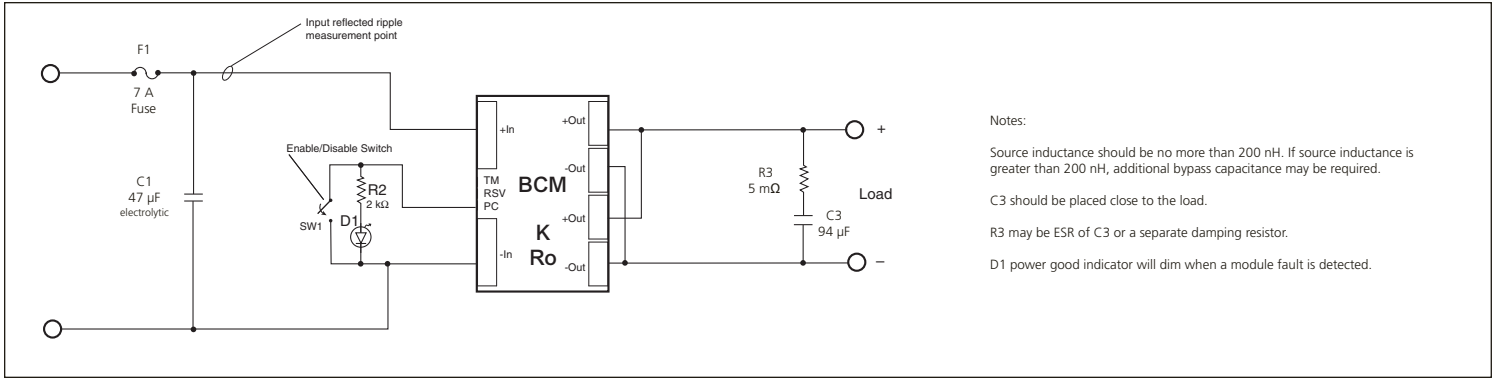 Input reflected ripple
measurement point
F1
7 A
Fuse
C1
47 µF
electrolytic
Enable/Disable Switch
SW1
R2
2 kΩ
D1
+In
TM
RSV
PC
-In
BCM
K
Ro
+Out
-Out
+Out
-Out
R3
5 mΩ
C3
94 µF
+
Load
–
Notes:
Source inductance should be no more than 200 nH. If source inductance is
greater than 200 nH, additional bypass capacitance may be required.
C3 should be placed close to the load.
R3 may be ESR of C3 or a separate damping resistor.
D1 power good indicator will dim when a module fault is detected.